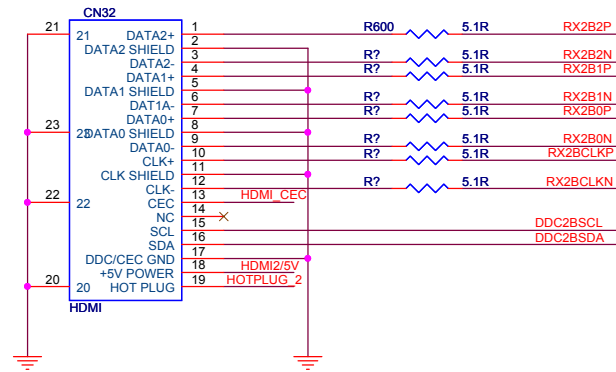 CN32
21 21 DATA2+ 1 R600 5.1R RX2B2P
DATA2 SHIELD 2
DATA2- 3 R? 5.1R RX2B2N
DATA1+ 4 R? 5.1R RX2B1P
DATA1 SHIELD 5
DAT1A- 6 R? 5.1R RX2B1N
DATA0+ 7 R? 5.1R RX2B0P
23 23 DATA0 SHIELD 8
DATA0- 9 R? 5.1R RX2B0N
CLK+ 10 R? 5.1R RX2BCLKP
CLK SHIELD 11
CLK- 12 R? 5.1R RX2BCLKN
22 22 CEC 13 HDMI_CEC
NC 14
SCL 15 DDC2BSCL
SDA 16 DDC2BSDA
DDC/CEC GND 17
+5V POWER 18 HDMI2/5V
20 20 HOT PLUG 19 HOTPLUG_2
HDMI